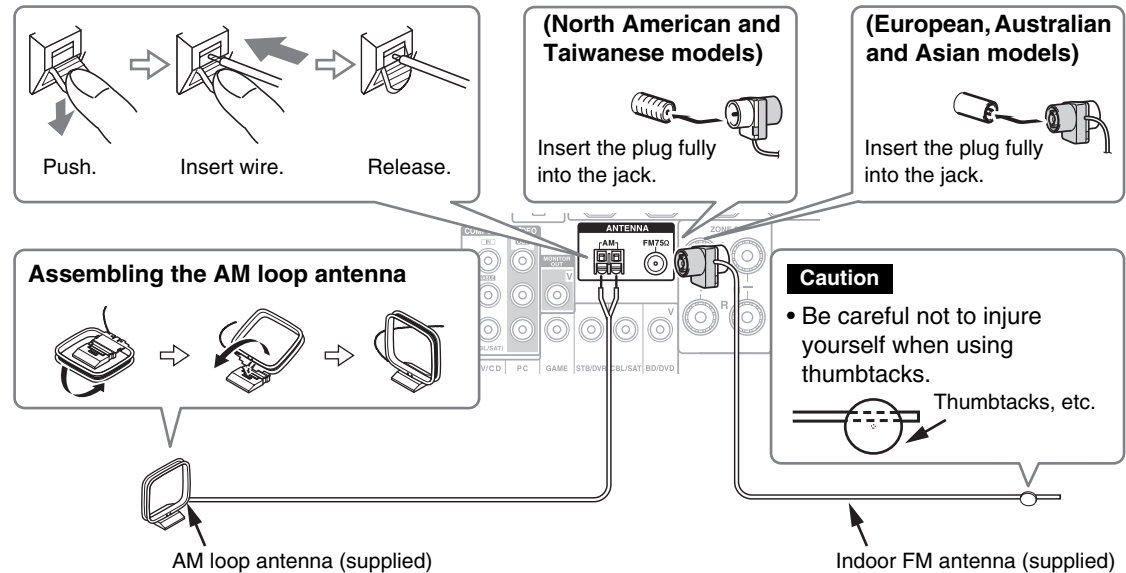 (North American and
Taiwanese models)
(European, Australian
and Asian models)
Push.
Insert wire.
Release.
Insert the plug fully
into the jack.
Insert the plug fully
into the jack.
ANTENNA
AM
FM75Ω
IN
MONITOR
OUT
V
V
R
PC
GAME
STB/DVR
CBL/SAT
BD/DVD
Assembling the AM loop antenna
Caution
• Be careful not to injure
yourself when using
thumbtacks.
Thumbtacks, etc.
AM loop antenna (supplied)
Indoor FM antenna (supplied)